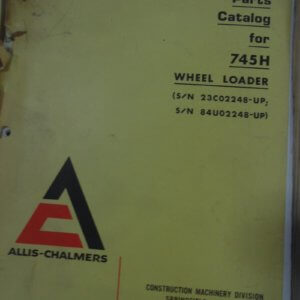 Parts
Catalog
for
745H
WHEEL LOADER
(S/N 23C02248-UP;
S/N 84U02248-UP)
ALLIS-CHALMERS
CONSTRUCTION MACHINERY DIVISION